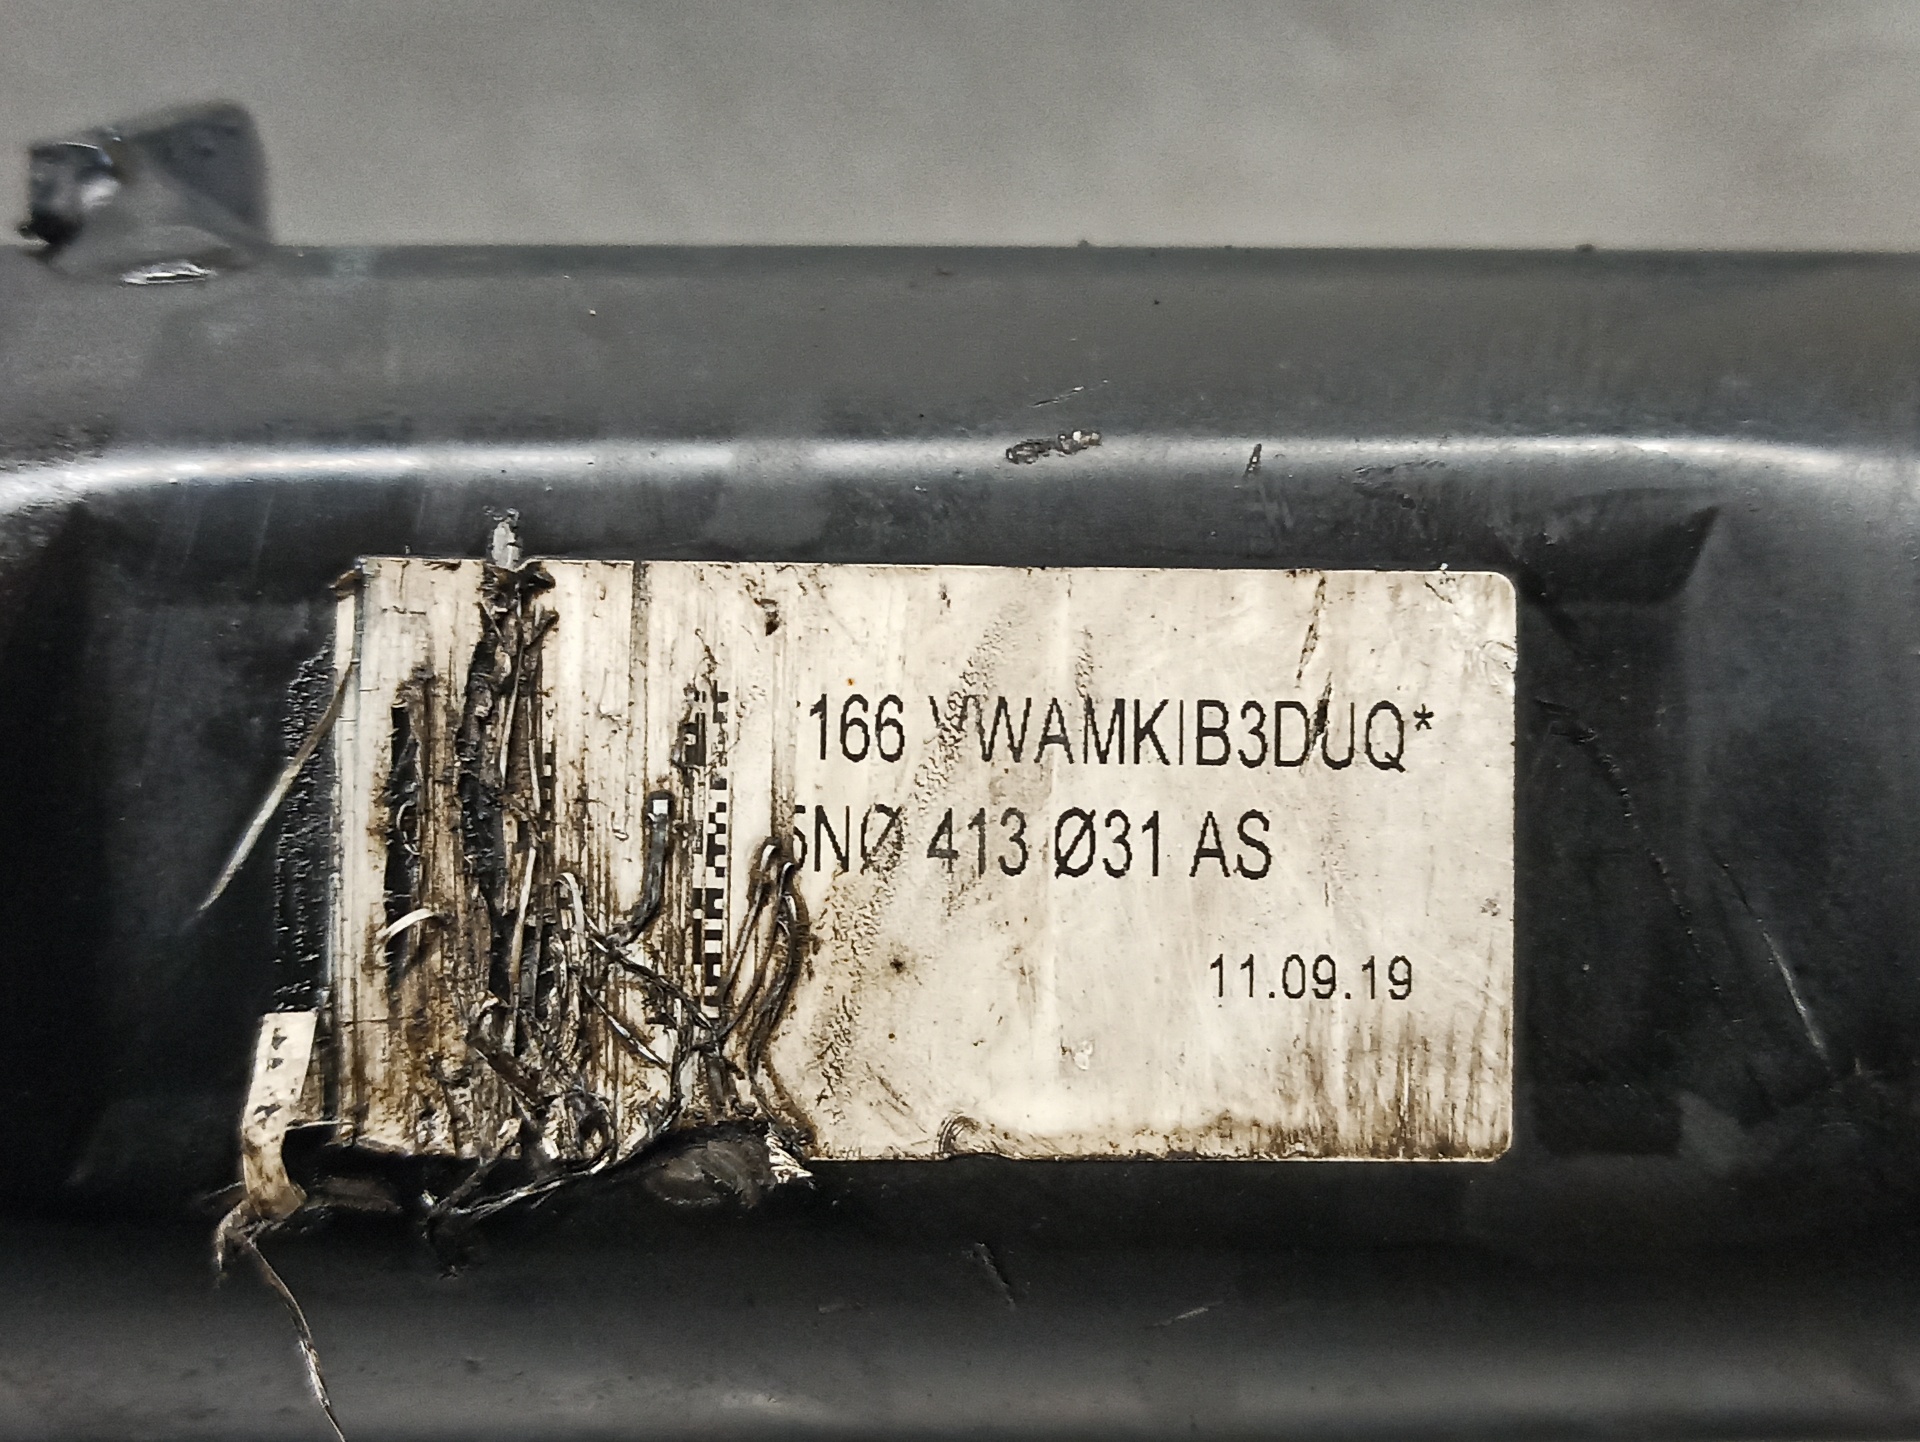 166 VWAMKIB3DUQ*
5NØ 413 Ø31 AS
11.09.19